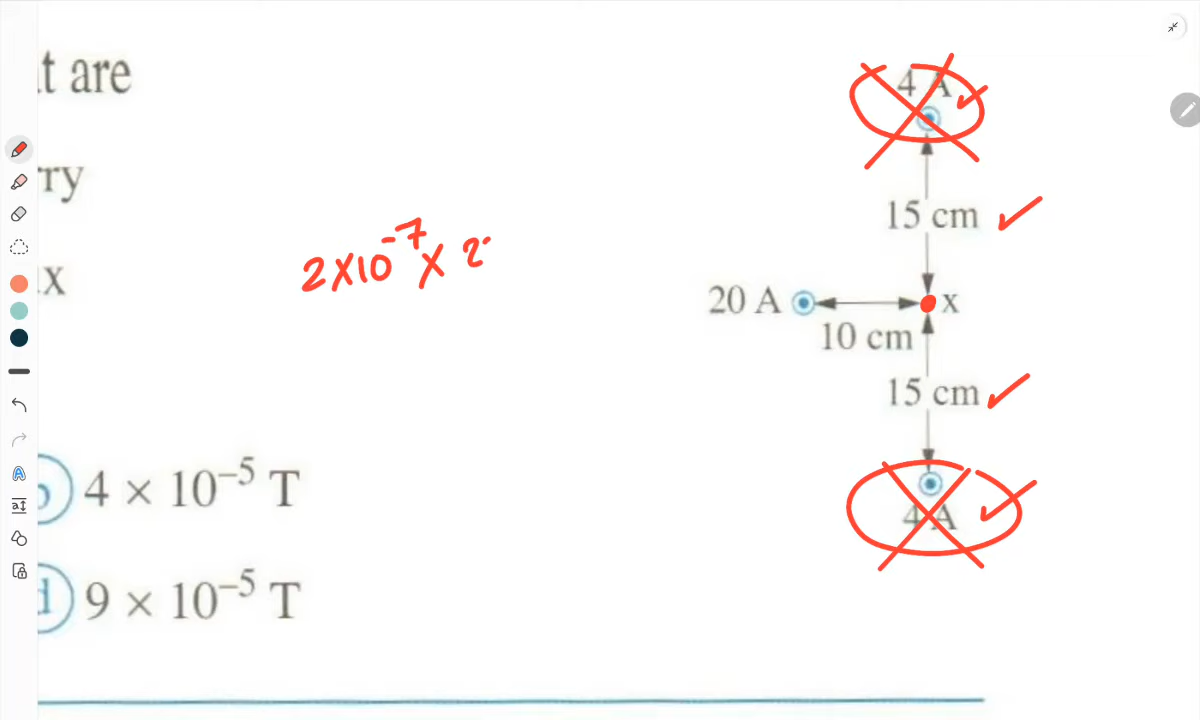 t are
rry
x
2×10⁻⁷ × 2
4 A
15 cm
20 A
x
10 cm
15 cm
4 A
b 4 × 10⁻⁵ T
d 9 × 10⁻⁵ T